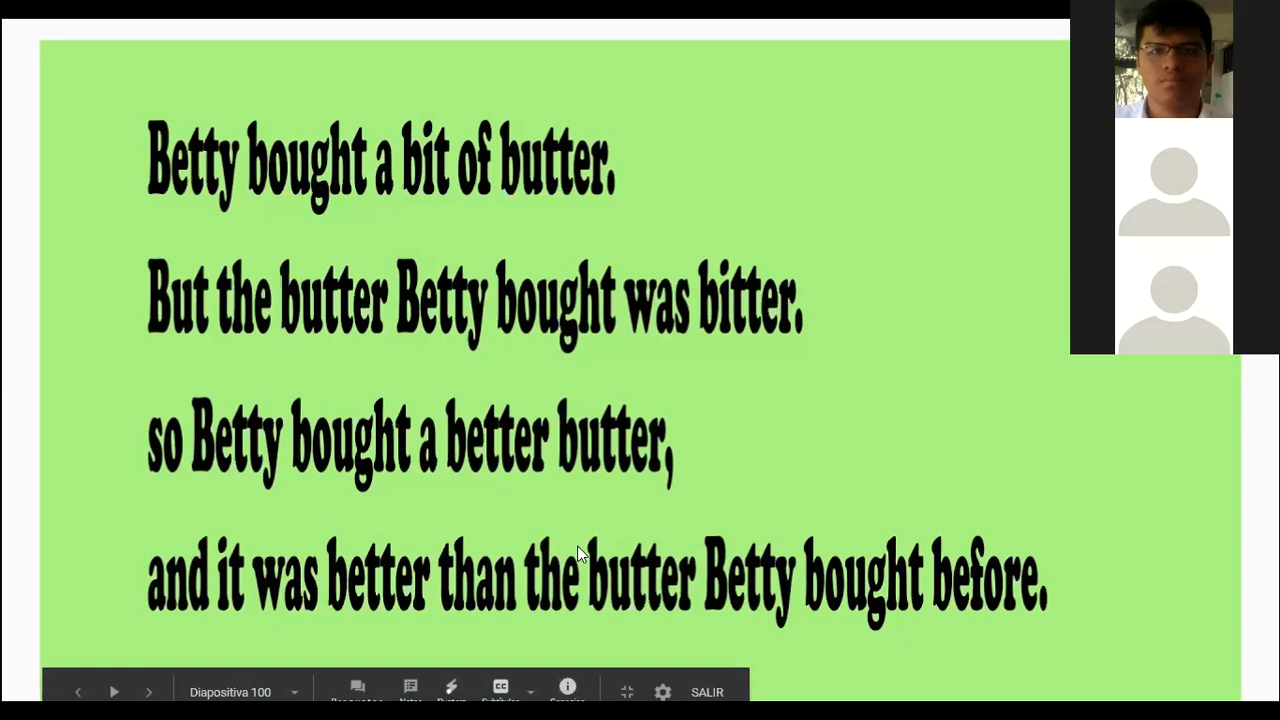 Betty bought a bit of butter.
But the butter Betty bought was bitter.
so Betty bought a better butter,
and it was better than the butter Betty bought before.
Diapositiva 100
SALIR